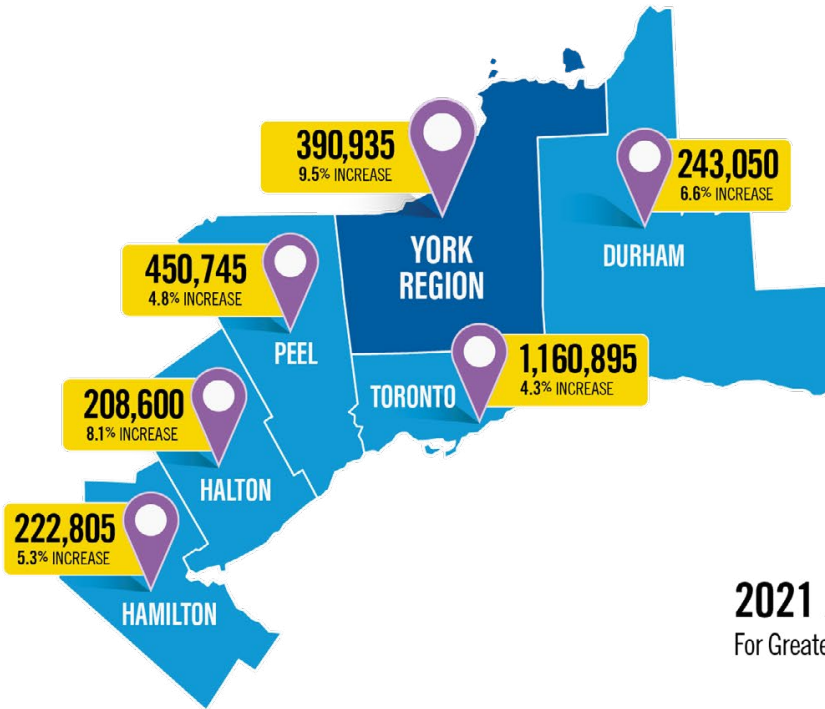 390,935
9.5% INCREASE
243,050
6.6% INCREASE
YORK
REGION
DURHAM
450,745
4.8% INCREASE
PEEL
1,160,895
4.3% INCREASE
TORONTO
208,600
8.1% INCREASE
HALTON
222,805
5.3% INCREASE
HAMILTON
2021
For Greate